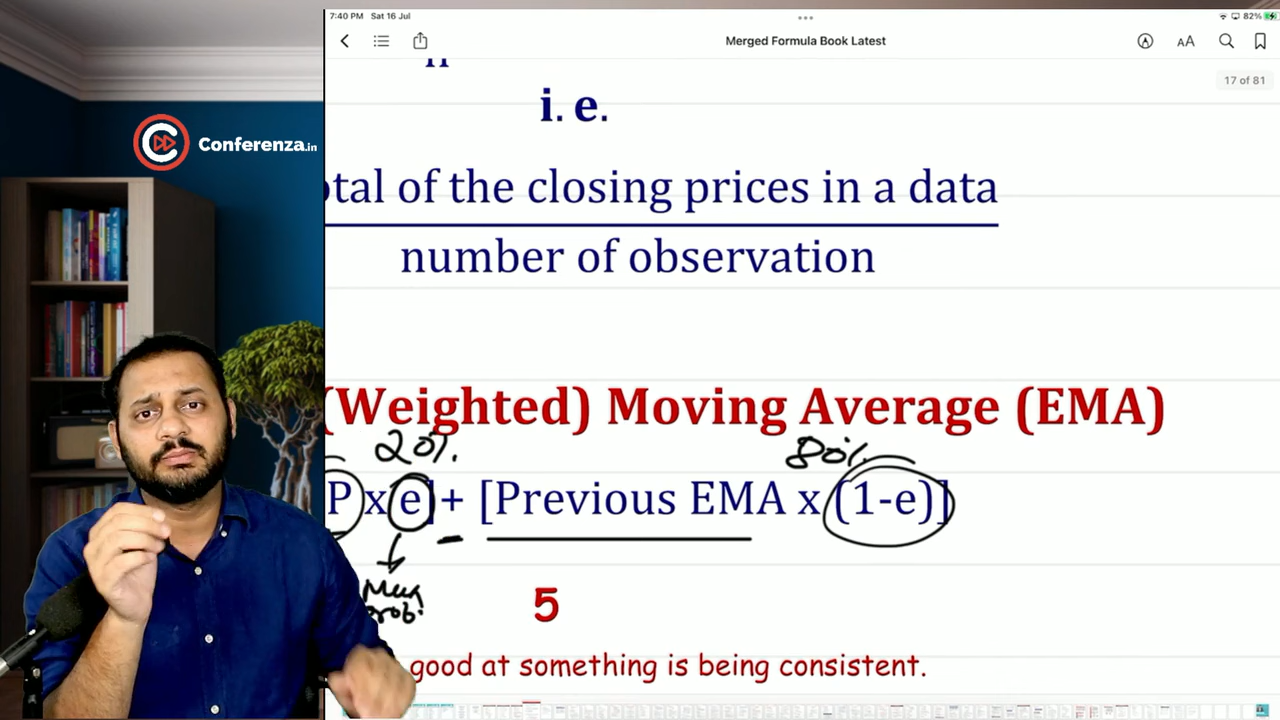 7:40 PM Sat 16 Jul
82%
Merged Formula Book Latest
AA
17 of 81
Conferenza.in
n
i. e.
otal of the closing prices in a data
number of observation
(Weighted) Moving Average (EMA)
20%. 80%.
P x e] + [Previous EMA x (1-e)]
prob.
5
good at something is being consistent.